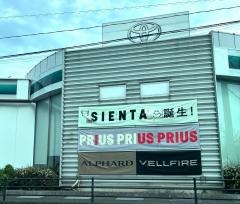 SIENTA 誕生!
PRIUS PRIUS PRIUS
ALPHARD VELLFIRE